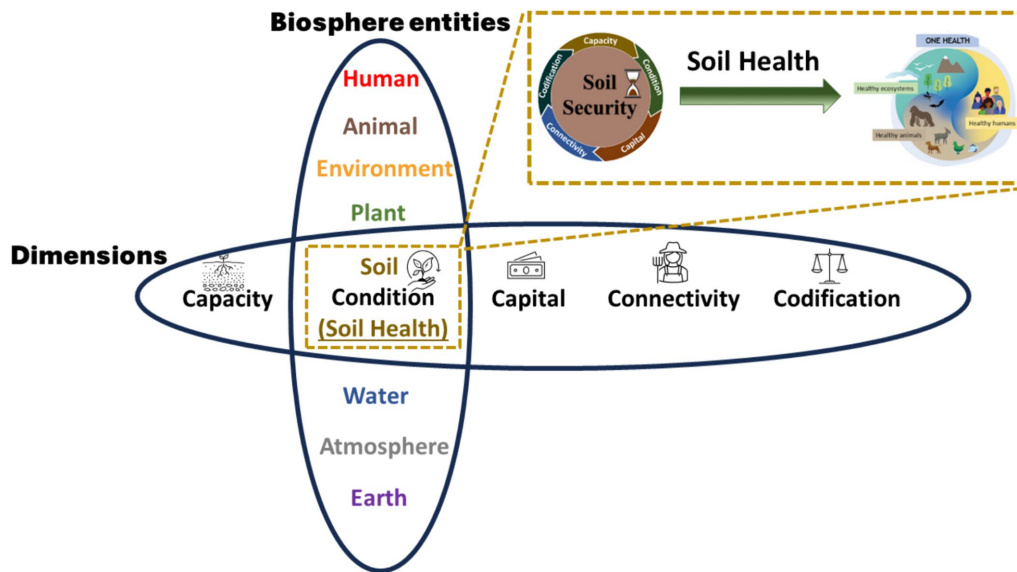 Biosphere entities
Human
Animal
Environment
Plant
Dimensions
Capacity
Soil
Condition
(Soil Health)
Capital
Connectivity
Codification
Water
Atmosphere
Earth
Capacity
Condition
Capital
Connectivity
Codification
Soil
Security
Soil Health
ONE HEALTH
Healthy ecosystems
Healthy humans
Healthy animals